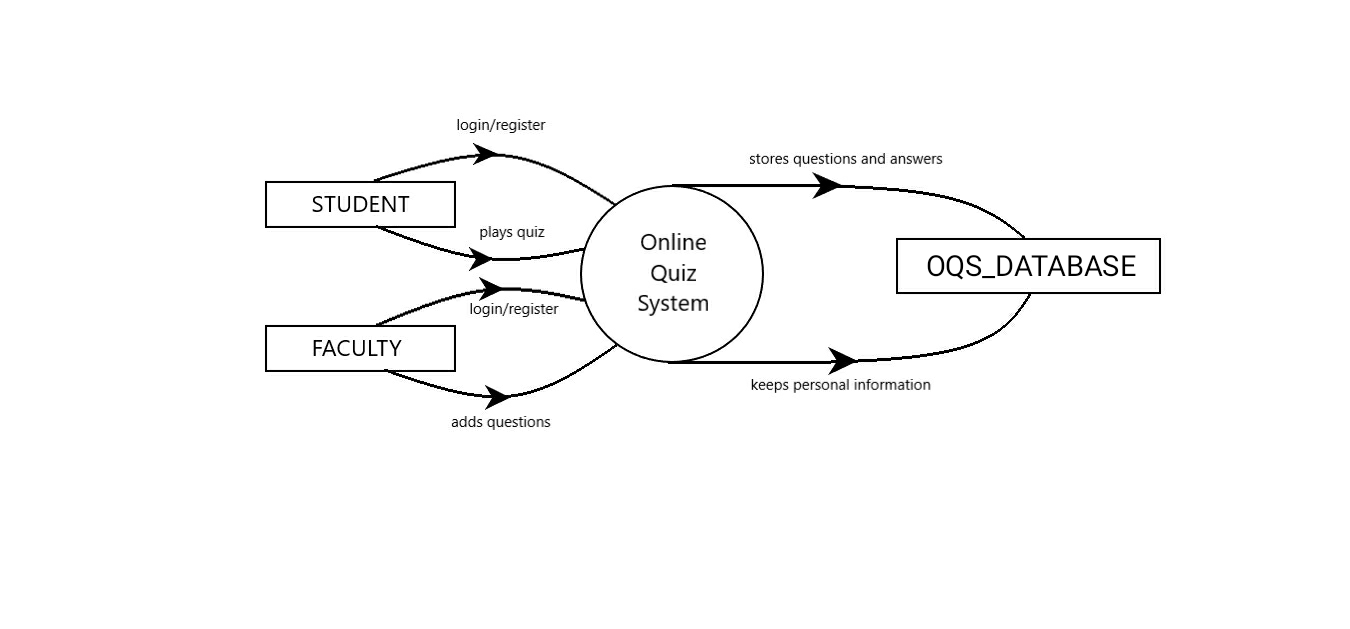 login/register
stores questions and answers
STUDENT
plays quiz
Online
Quiz
System
OQS_DATABASE
login/register
FACULTY
keeps personal information
adds questions